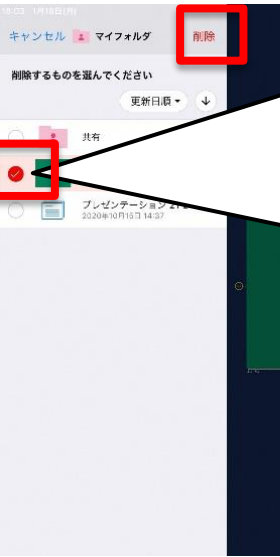 キャンセル マイフォルダ 削除
削除するものを選んでください
更新日順
共有
プレゼンテーション
2020年10月15日 14:37